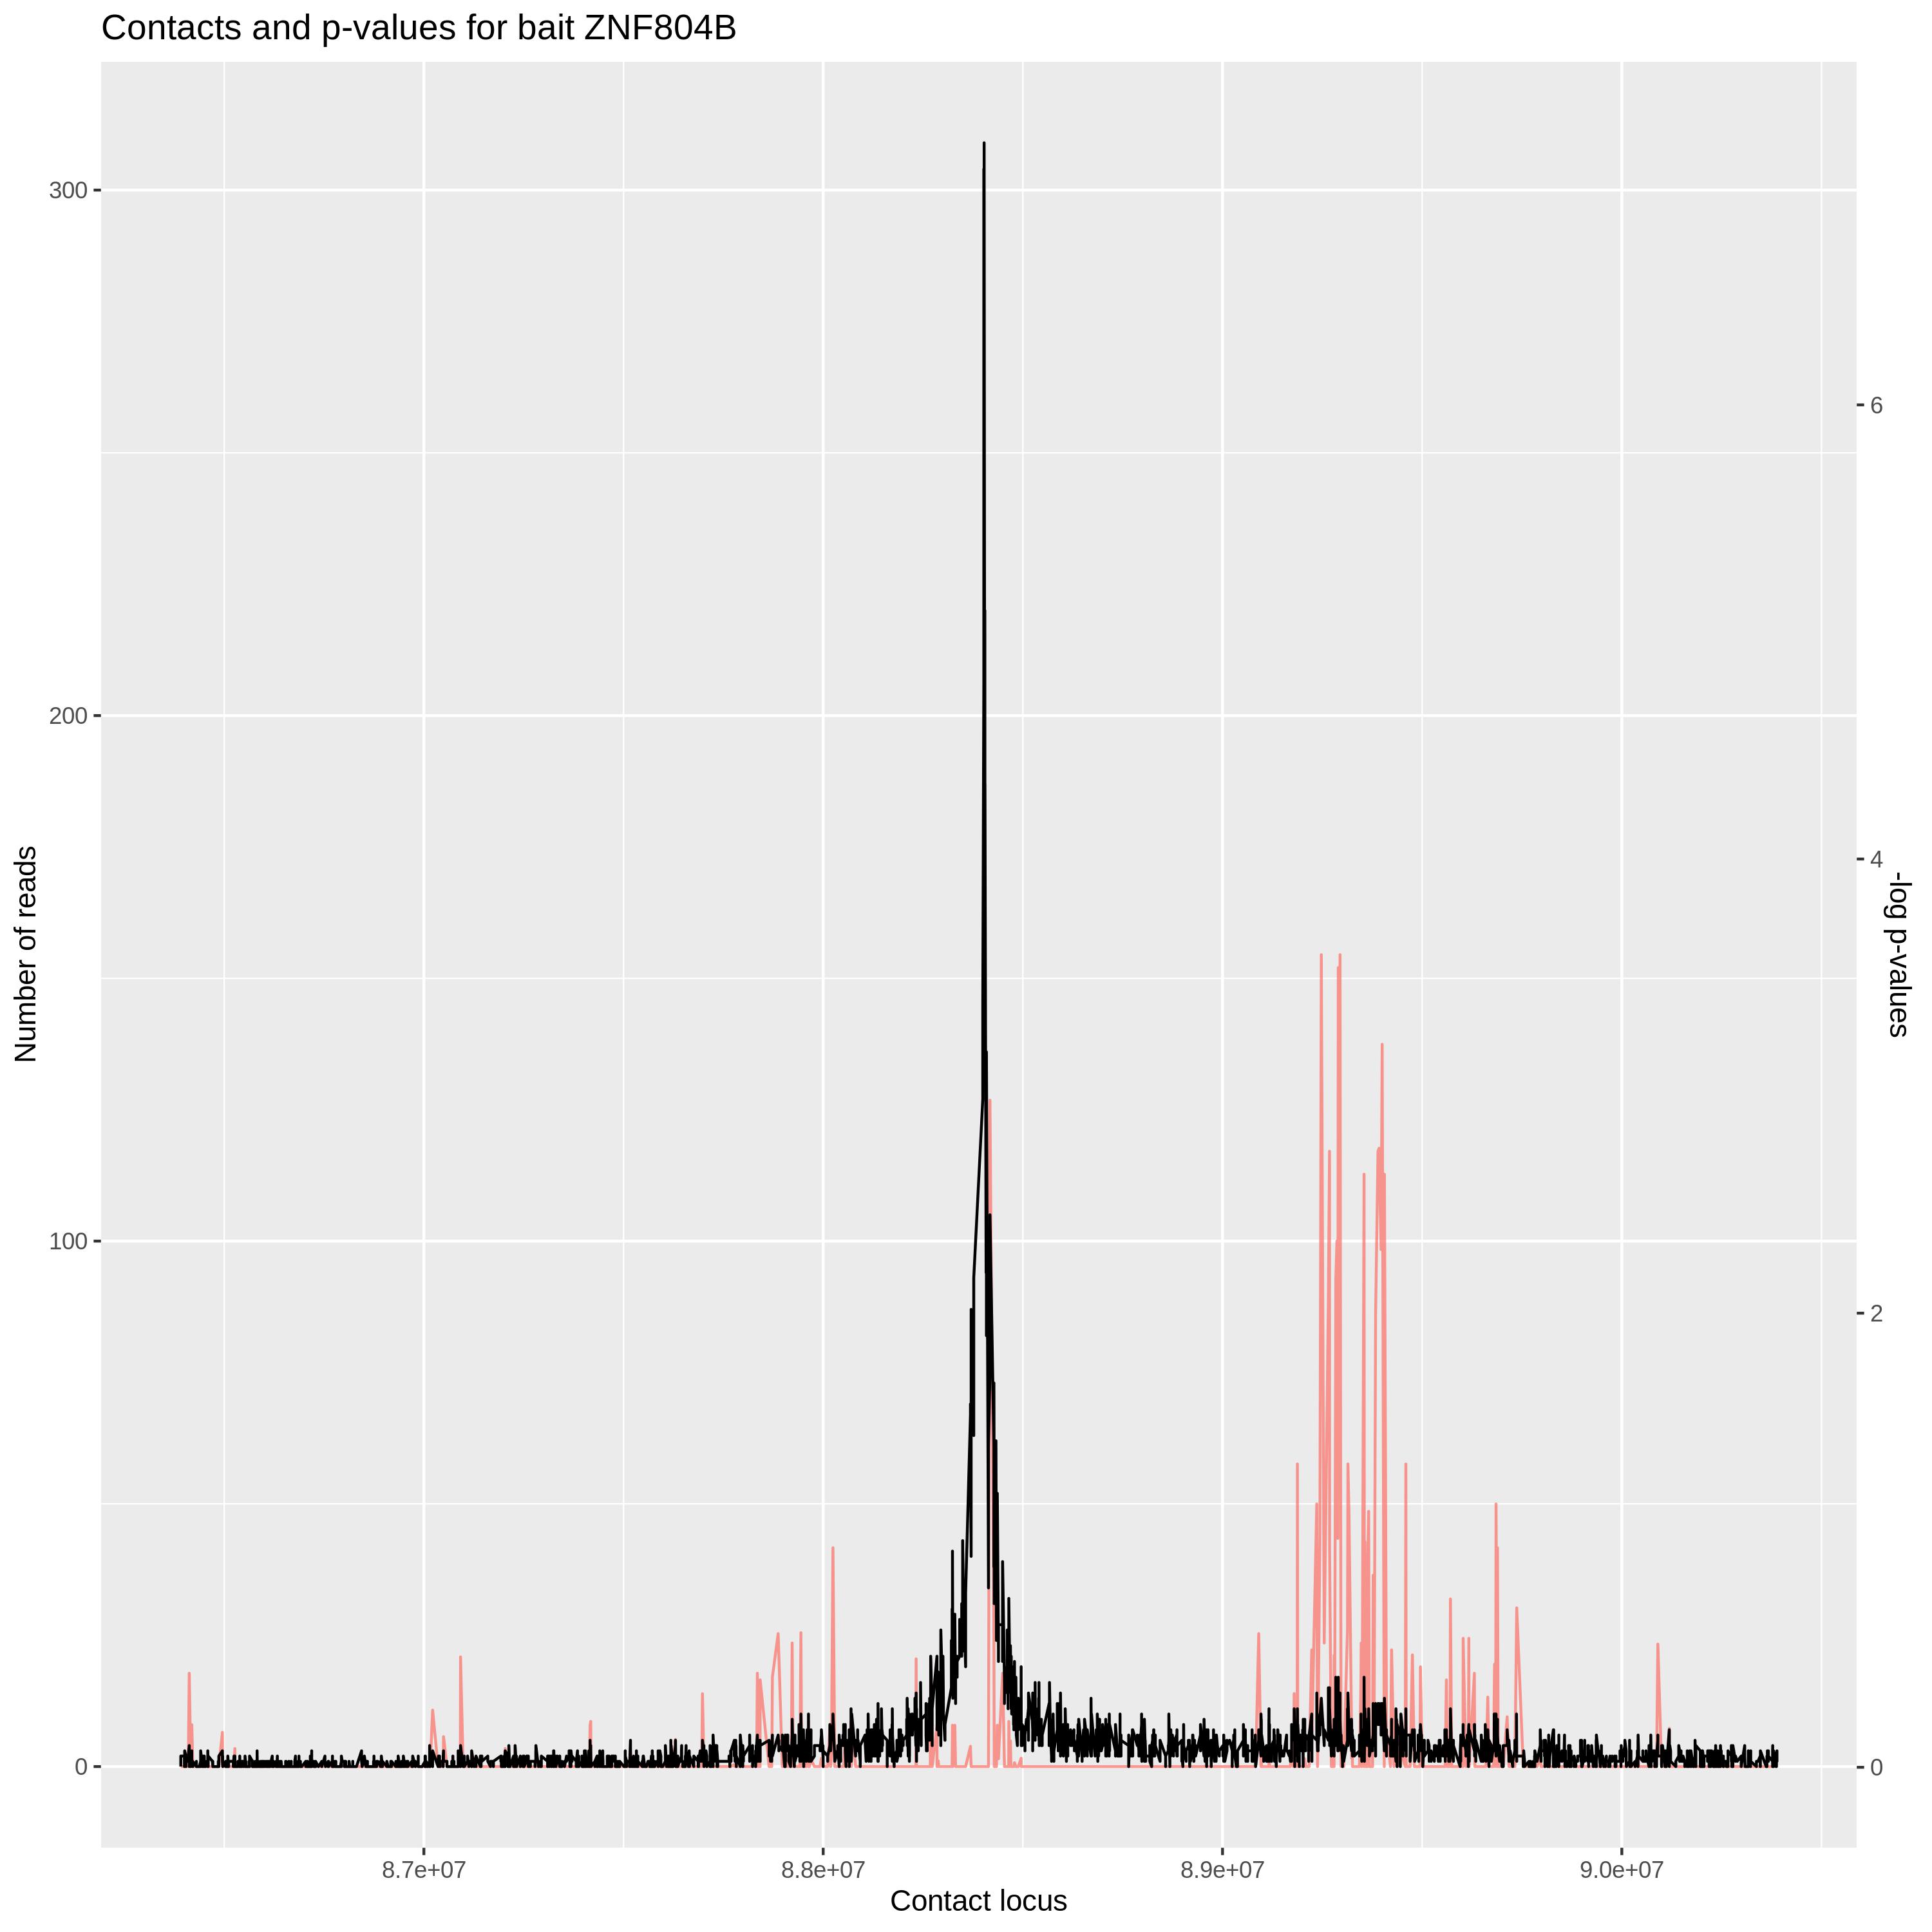 Contacts and p-values for bait ZNF804B
300
200
100
0
Number of reads
6
4
2
0
-log p-values
8.7e+07
8.8e+07
8.9e+07
9.0e+07
Contact locus